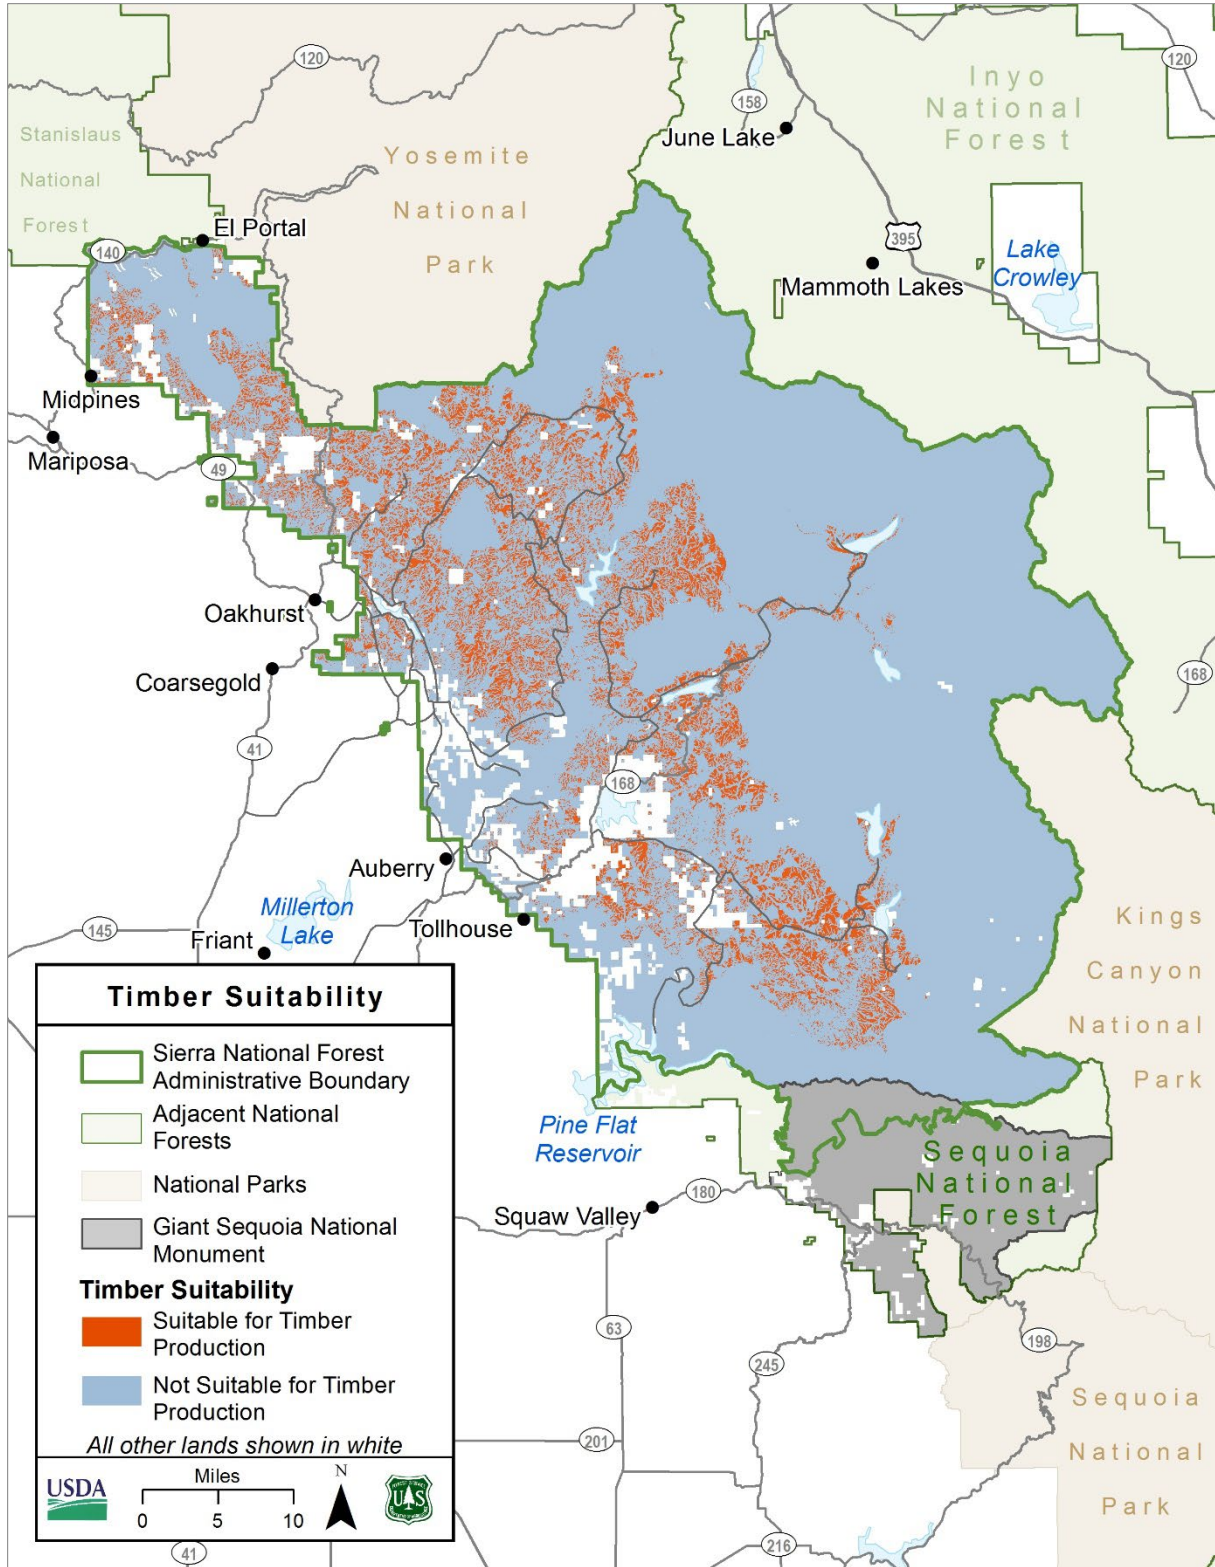 120
120
Inyo
National
Forest
158
June Lake
Stanislaus
National
Forest
Yosemite
National
Park
El Portal
140
395
Lake
Crowley
Mammoth Lakes
Midpines
Mariposa
49
Oakhurst
Coarsegold
168
41
168
Auberry
Millerton
Lake
Tollhouse
145
Friant
Kings
Canyon
National
Park
Timber Suitability
Sierra National Forest
Administrative Boundary
Adjacent National
Forests
National Parks
Giant Sequoia National
Monument
Timber Suitability
Suitable for Timber
Production
Not Suitable for Timber
Production
All other lands shown in white
USDA
Miles
0 5 10
N
U S
Pine Flat
Reservoir
Sequoia
National
Forest
180
Squaw Valley
63
198
245
Sequoia
National
Park
201
216
41